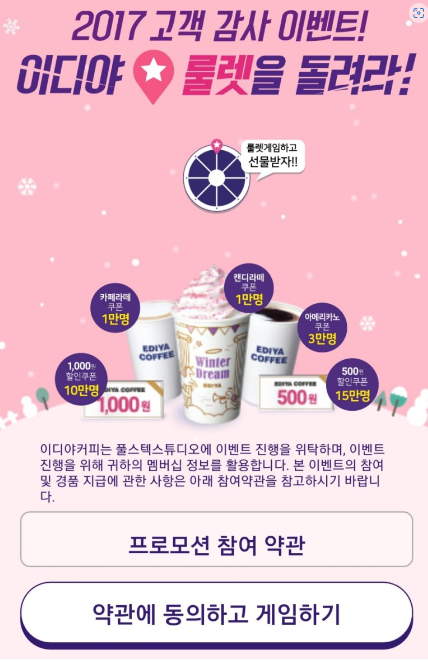 2017 고객 감사 이벤트!
이디야 룰렛을 돌려라!
룰렛게임하고
선물받자!!
캔디라떼
쿠폰
1만명
카페라떼
쿠폰
1만명
아메리카노
쿠폰
3만명
EDIYA
COFFEE
Winter
Dream
EDIYA
EDIYA
COFFEE
1,000원
할인쿠폰
10만명
EDIYA COFFEE
1,000원
EDIYA COFFEE
500원
500원
할인쿠폰
15만명
이디야커피는 풀스텍스튜디오에 이벤트 진행을 위탁하며, 이벤트
진행을 위해 귀하의 멤버십 정보를 활용합니다. 본 이벤트의 참여
및 경품 지급에 관한 사항은 아래 참여약관을 참고하시기 바랍니
다.
프로모션 참여 약관
약관에 동의하고 게임하기